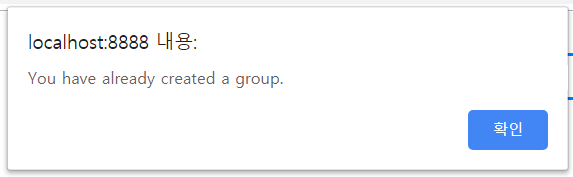 localhost:8888 내용:
You have already created a group.
확인